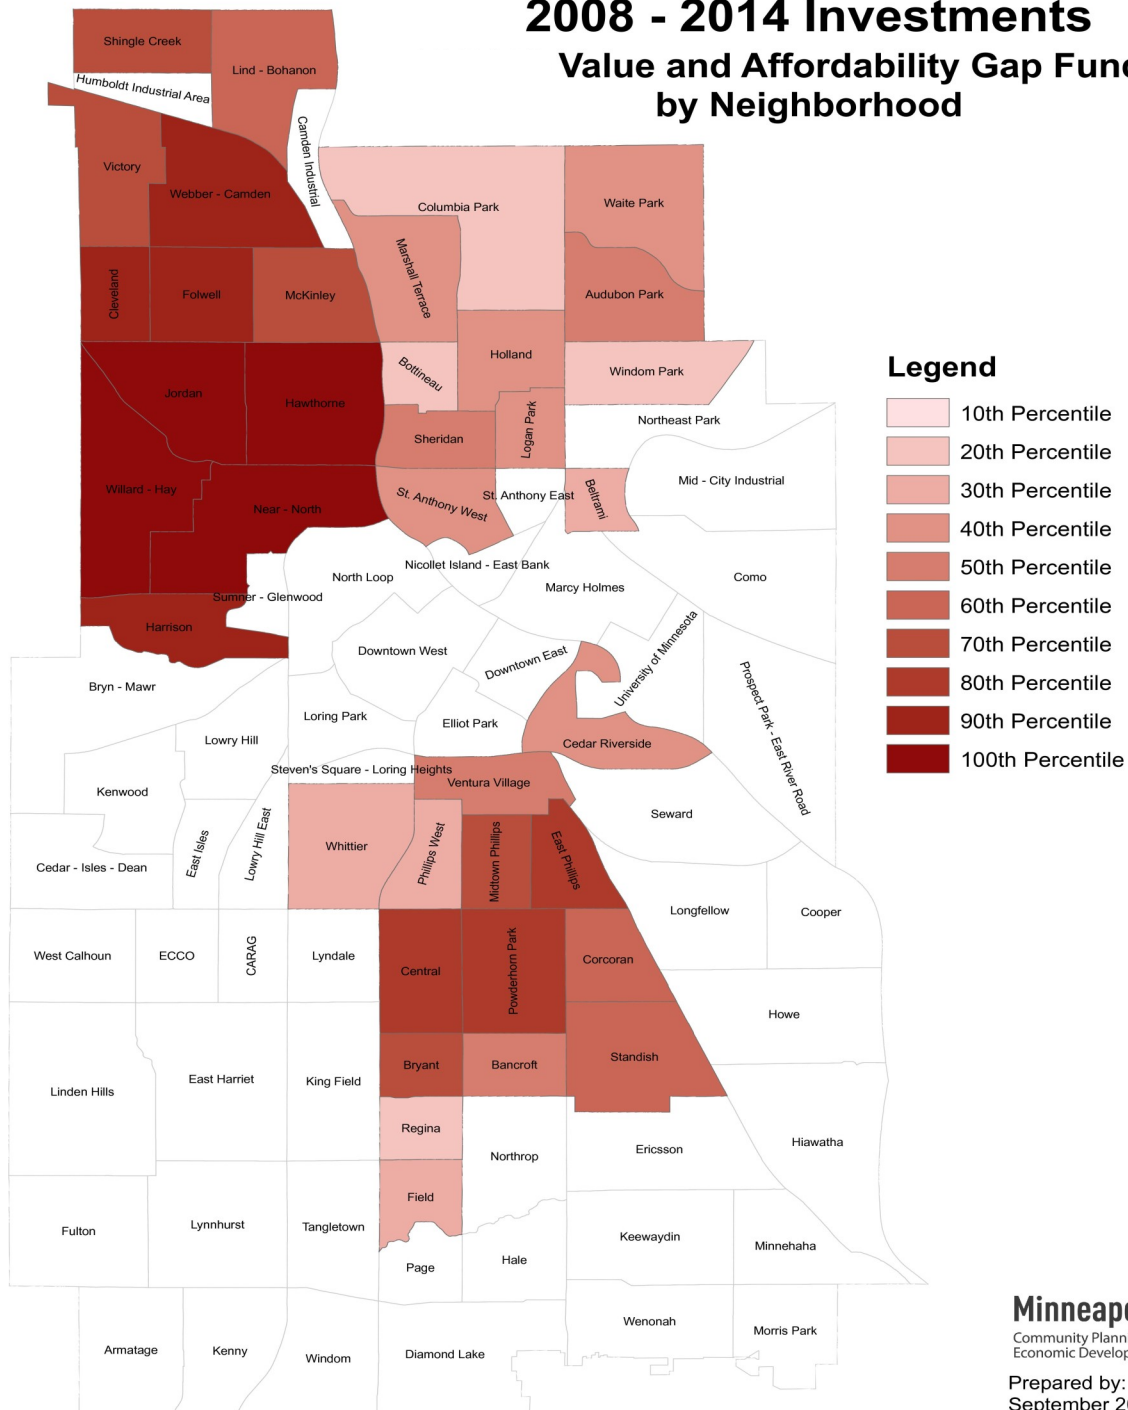 2008 - 2014 Investments
Value and Affordability Gap Fun
by Neighborhood
Shingle Creek
Lind - Bohanon
Humboldt Industrial Area
Camden Industrial
Victory
Webber - Camden
Columbia Park
Waite Park
Marshall Terrace
Cleveland
Folwell
McKinley
Audubon Park
Holland
Bottineau
Windom Park
Jordan
Hawthorne
Logan Park
Northeast Park
Sheridan
Mid - City Industrial
Willard - Hay
Near - North
St. Anthony West
St. Anthony East
Beltrami
Nicollet Island - East Bank
North Loop
Marcy Holmes
Como
Sumner - Glenwood
Harrison
Downtown West
Downtown East
University of Minnesota
Prospect Park - East River Road
Bryn - Mawr
Loring Park
Elliot Park
Lowry Hill
Cedar Riverside
Steven's Square - Loring Heights
Ventura Village
Kenwood
Seward
East Isles
Lowry Hill East
Whittier
Phillips West
Midtown Phillips
East Phillips
Cedar - Isles - Dean
Longfellow
Cooper
West Calhoun
ECCO
CARAG
Lyndale
Central
Powderhorn Park
Corcoran
Howe
Standish
Bryant
Bancroft
Linden Hills
East Harriet
King Field
Regina
Northrop
Ericsson
Hiawatha
Field
Fulton
Lynnhurst
Tangletown
Keewaydin
Minnehaha
Page
Hale
Wenonah
Morris Park
Armatage
Kenny
Windom
Diamond Lake
Legend
10th Percentile
20th Percentile
30th Percentile
40th Percentile
50th Percentile
60th Percentile
70th Percentile
80th Percentile
90th Percentile
100th Percentile
Minneap
Community Plann
Economic Develop
Prepared by:
September 20